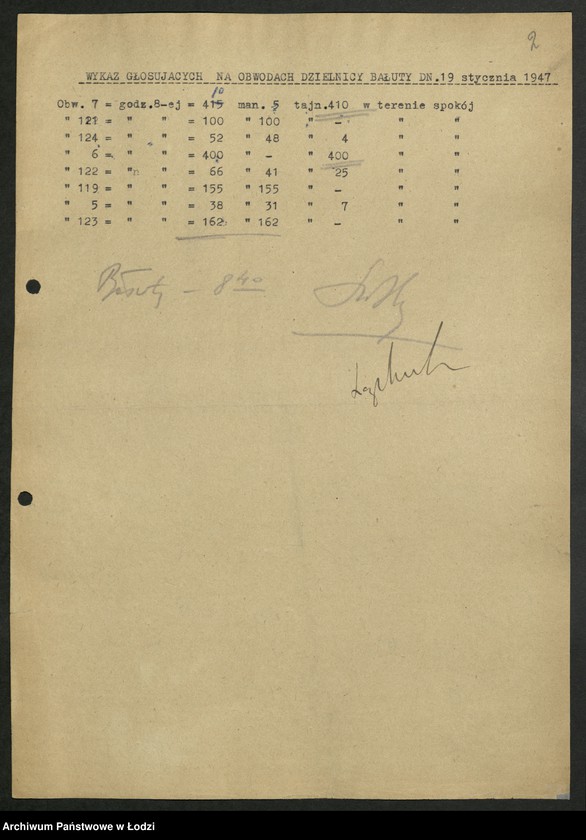 2
WYKAZ GŁOSUJĄCYCH NA OBWODACH DZIELNICY BAŁUTY DN.19 stycznia 1947
10
Obw. 7 = godz.8-ej = 415 man. 5 tajn.410 w terenie spokój
" 121 = " " = 100 " 100 " - " "
" 124 = " " = 52 " 48 " 4 " "
" 6 = " " = 400 " - " 400 " "
" 122 = " " = 66 " 41 " 25 " "
" 119 = " " = 155 " 155 " - " "
" 5 = " " = 38 " 31 " 7 " "
" 123 = " " = 162 " 162 " - " "
Bałuty - 8 40
Archiwum Państwowe w Łodzi